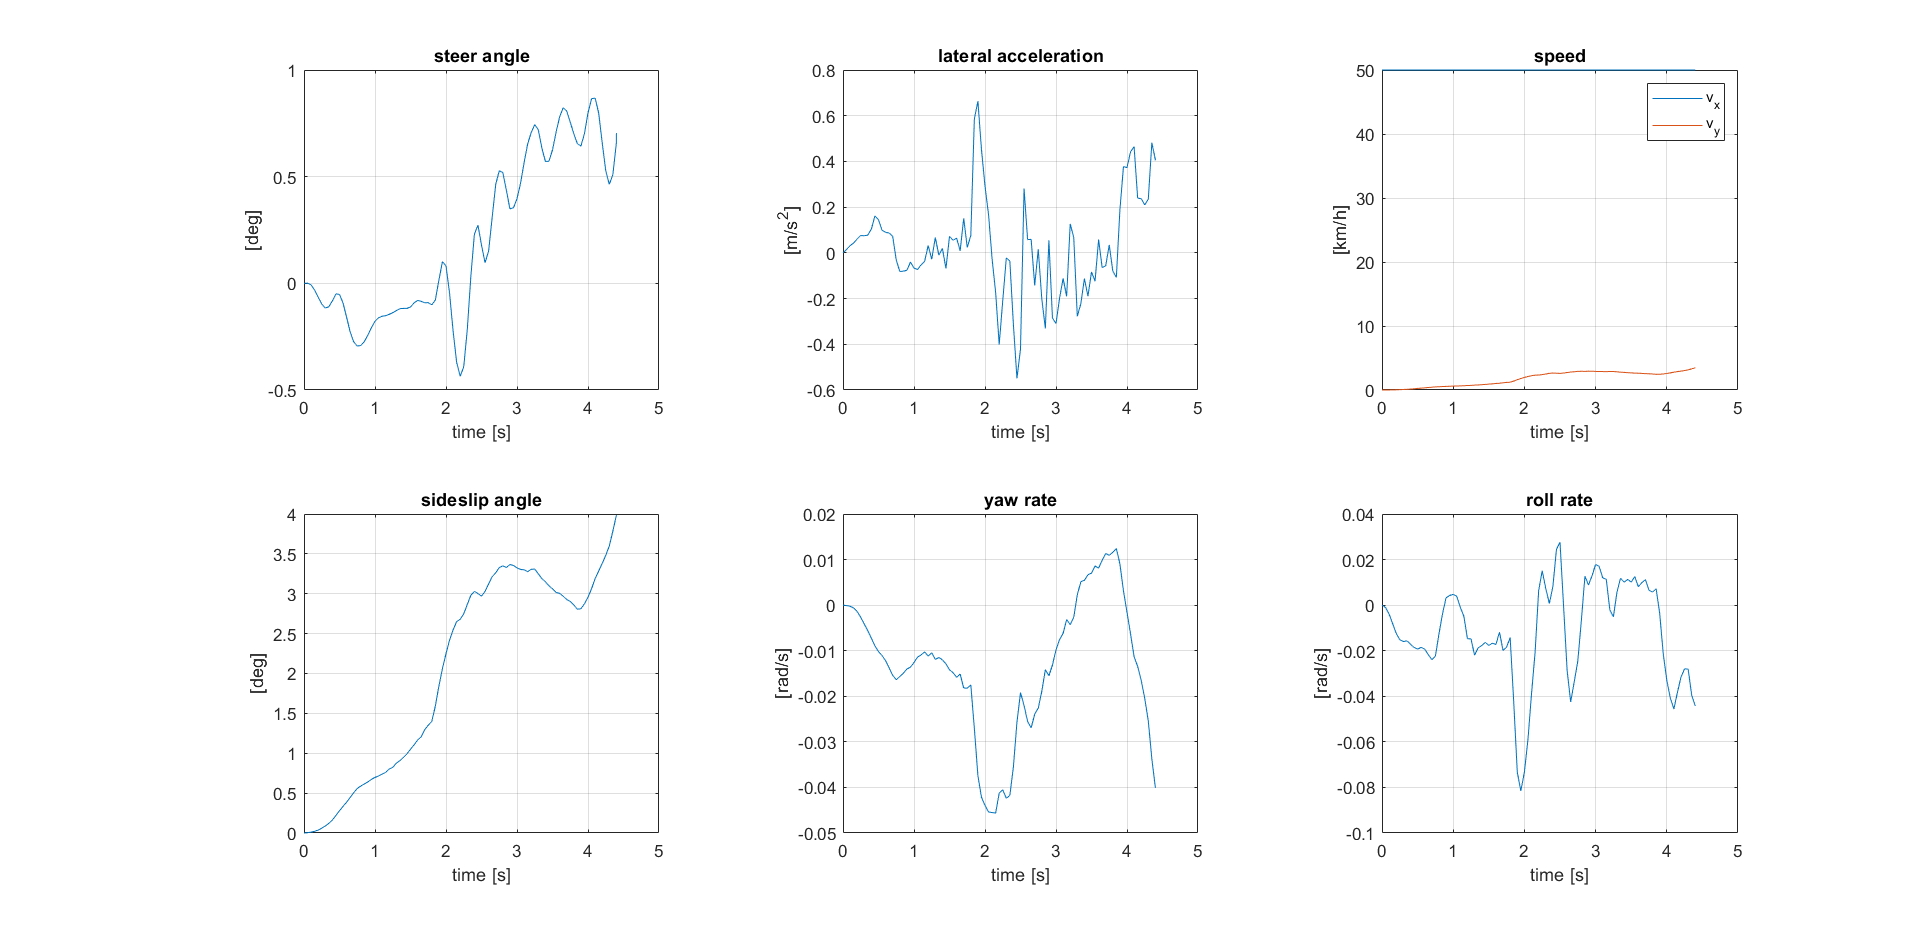 steer angle
1
0.5
0
-0.5
[deg]
0 1 2 3 4 5
time [s]
lateral acceleration
0.8
0.6
0.4
0.2
0
-0.2
-0.4
-0.6
[m/s²]
0 1 2 3 4 5
time [s]
speed
50
40
30
20
10
0
[km/h]
v_x
v_y
0 1 2 3 4 5
time [s]
sideslip angle
4
3.5
3
2.5
2
1.5
1
0.5
0
[deg]
0 1 2 3 4 5
time [s]
yaw rate
0.02
0.01
0
-0.01
-0.02
-0.03
-0.04
-0.05
[rad/s]
0 1 2 3 4 5
time [s]
roll rate
0.04
0.02
0
-0.02
-0.04
-0.06
-0.08
-0.1
[rad/s]
0 1 2 3 4 5
time [s]